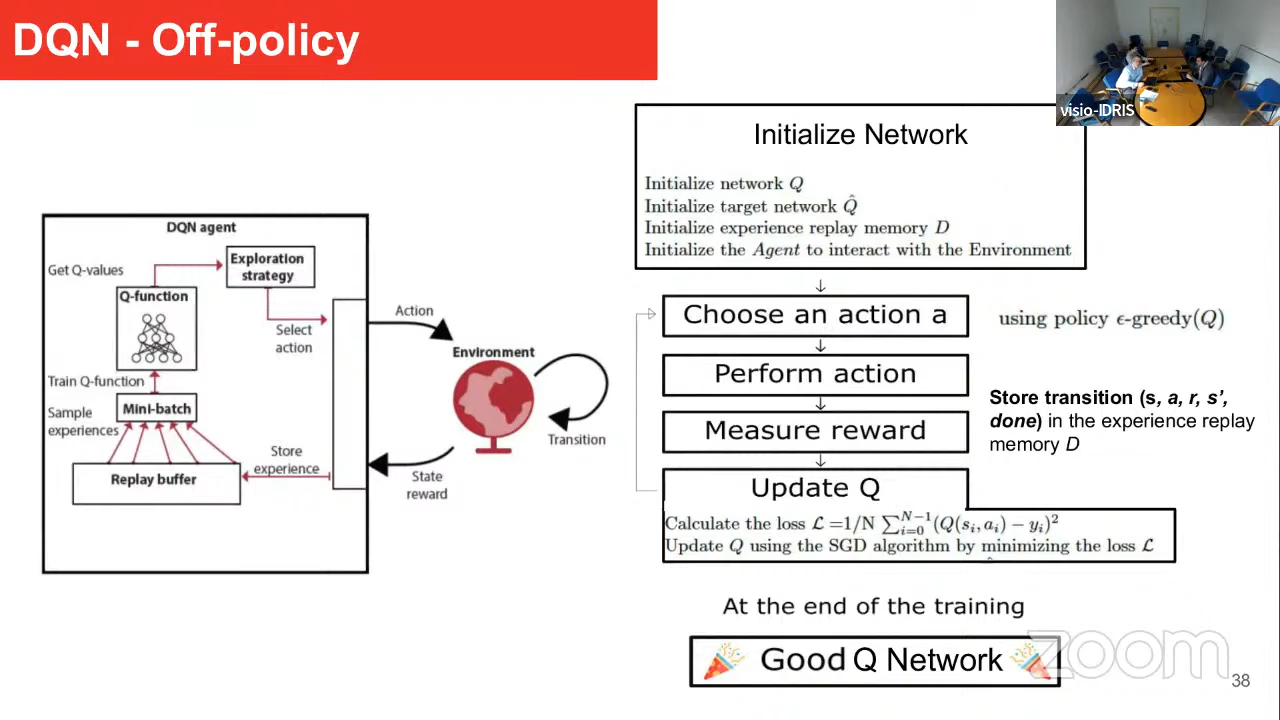 DQN - Off-policy
visio-IDRIS
DQN agent
Get Q-values
Exploration
strategy
Q-function
Select
action
Train Q-function
Mini-batch
Sample
experiences
Store
experience
Replay buffer
Action
Environment
Transition
State
reward
Initialize Network
Initialize network Q
Initialize target network Q̂
Initialize experience replay memory D
Initialize the Agent to interact with the Environment
Choose an action a
using policy ϵ-greedy(Q)
Perform action
Store transition (s, a, r, s’,
done) in the experience replay
memory D
Measure reward
Update Q
Calculate the loss ℒ =1/N ∑_{i=0}^{N−1}(Q(s_i, a_i) − y_i)²
Update Q using the SGD algorithm by minimizing the loss ℒ
At the end of the training
Good Q Network
zoom
38